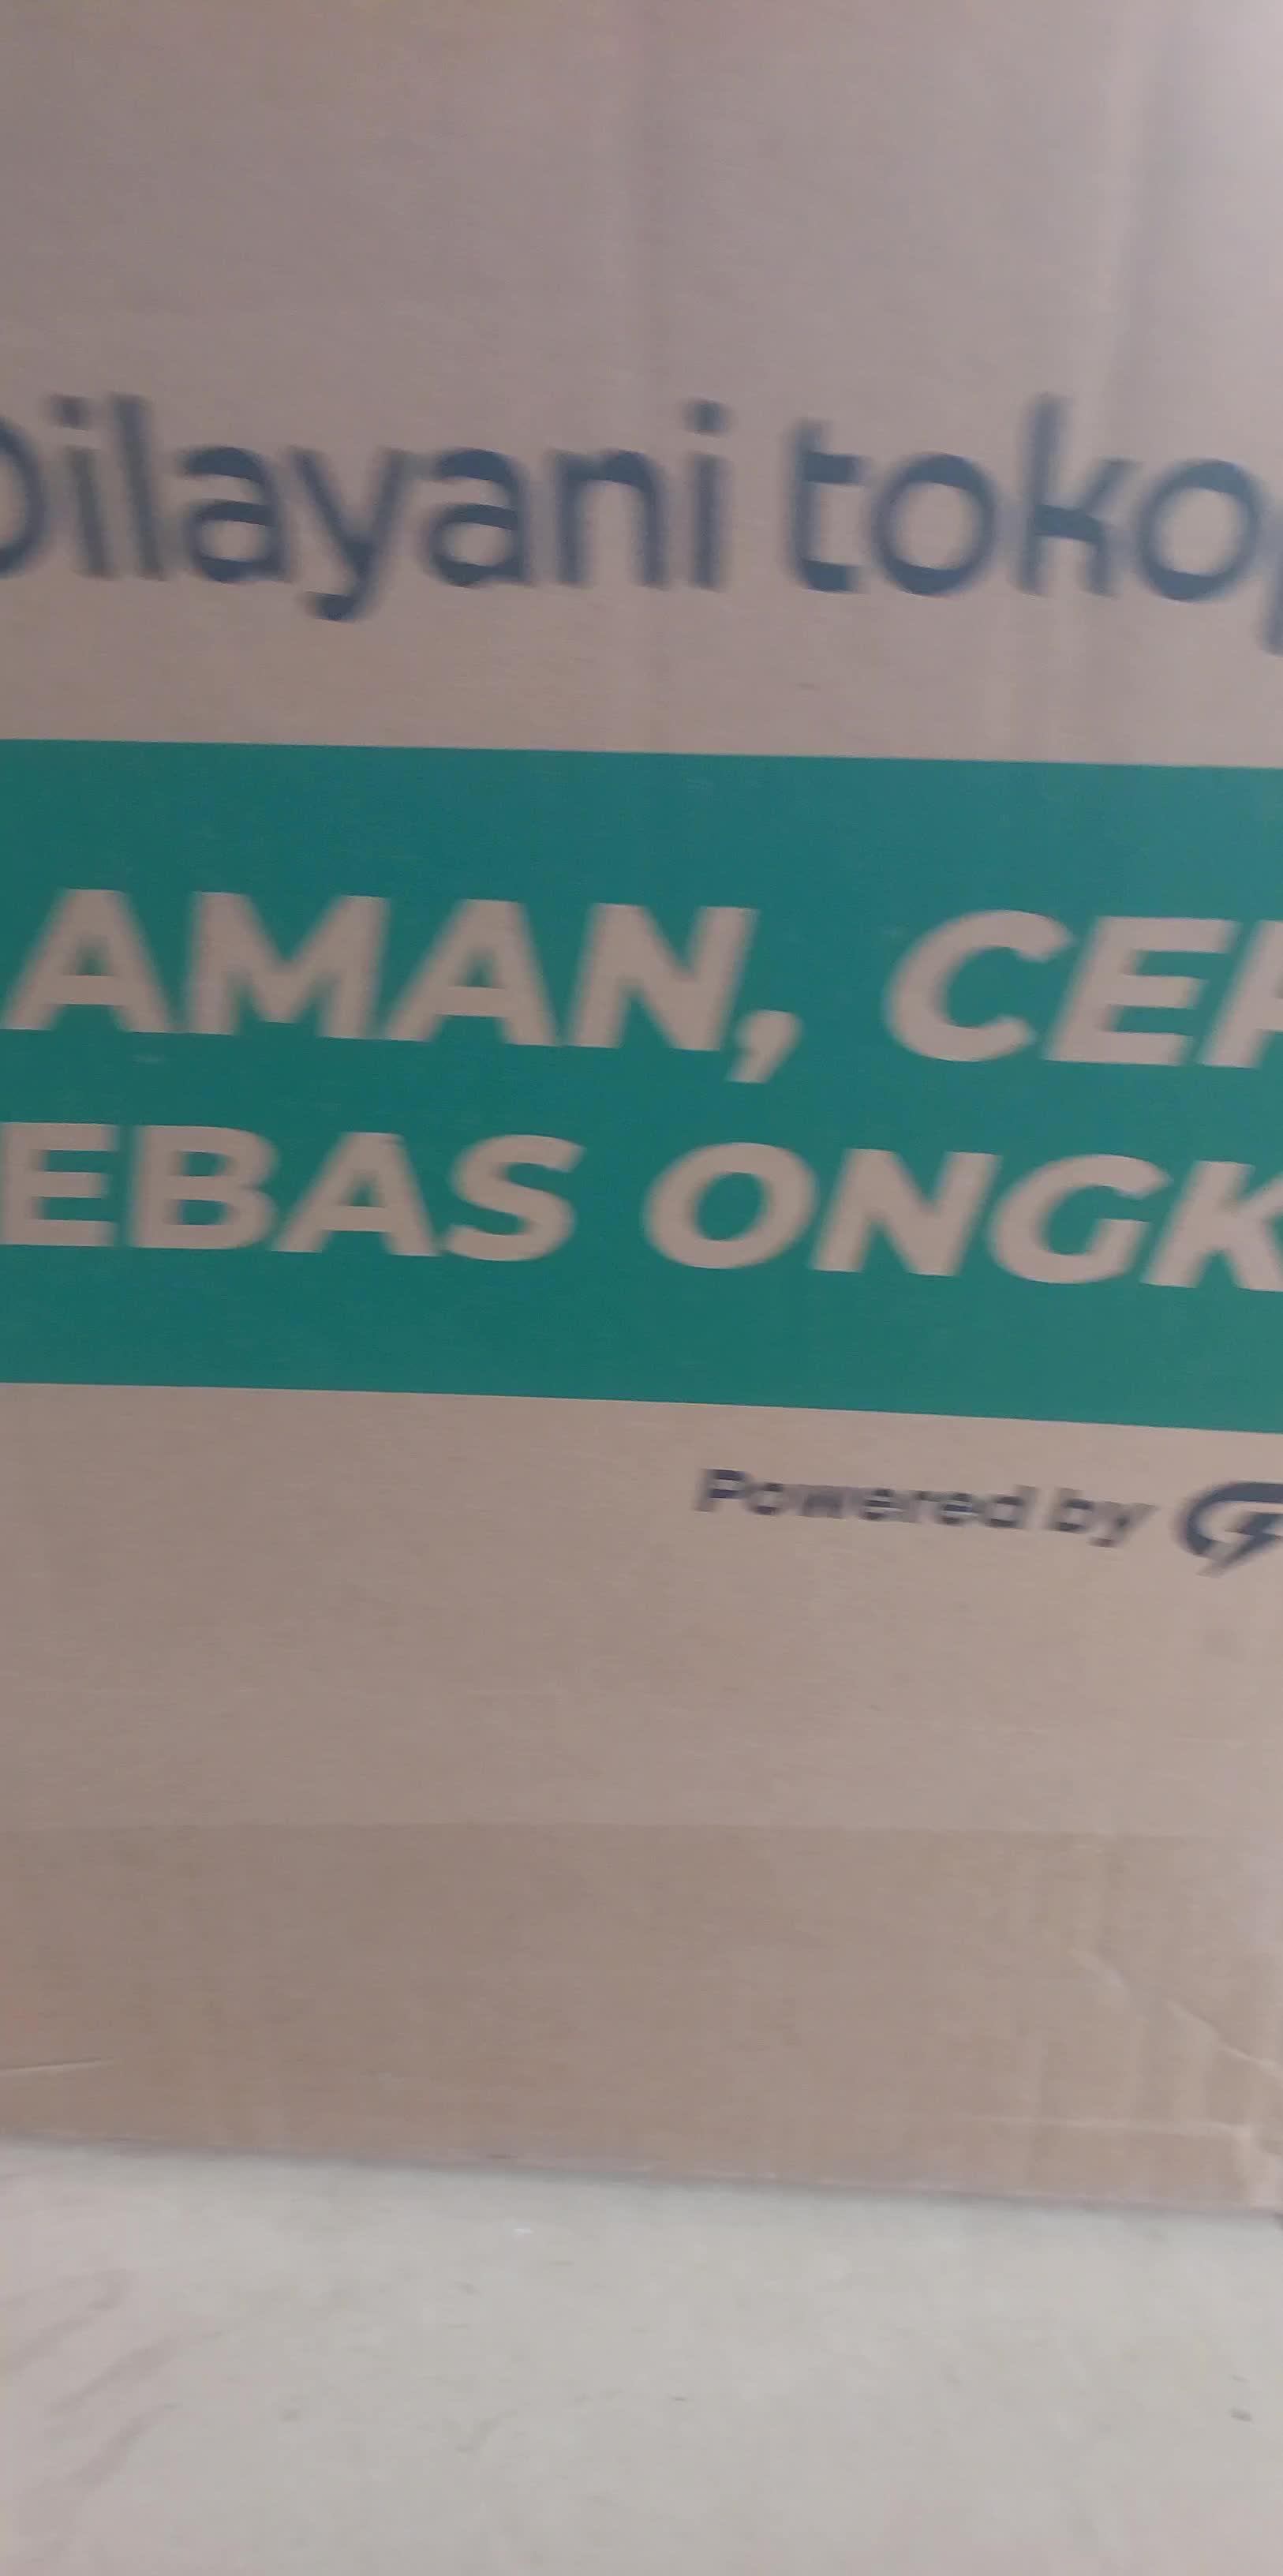 Dilayani tokop
AMAN, CEP
EBAS ONGK
Powered by